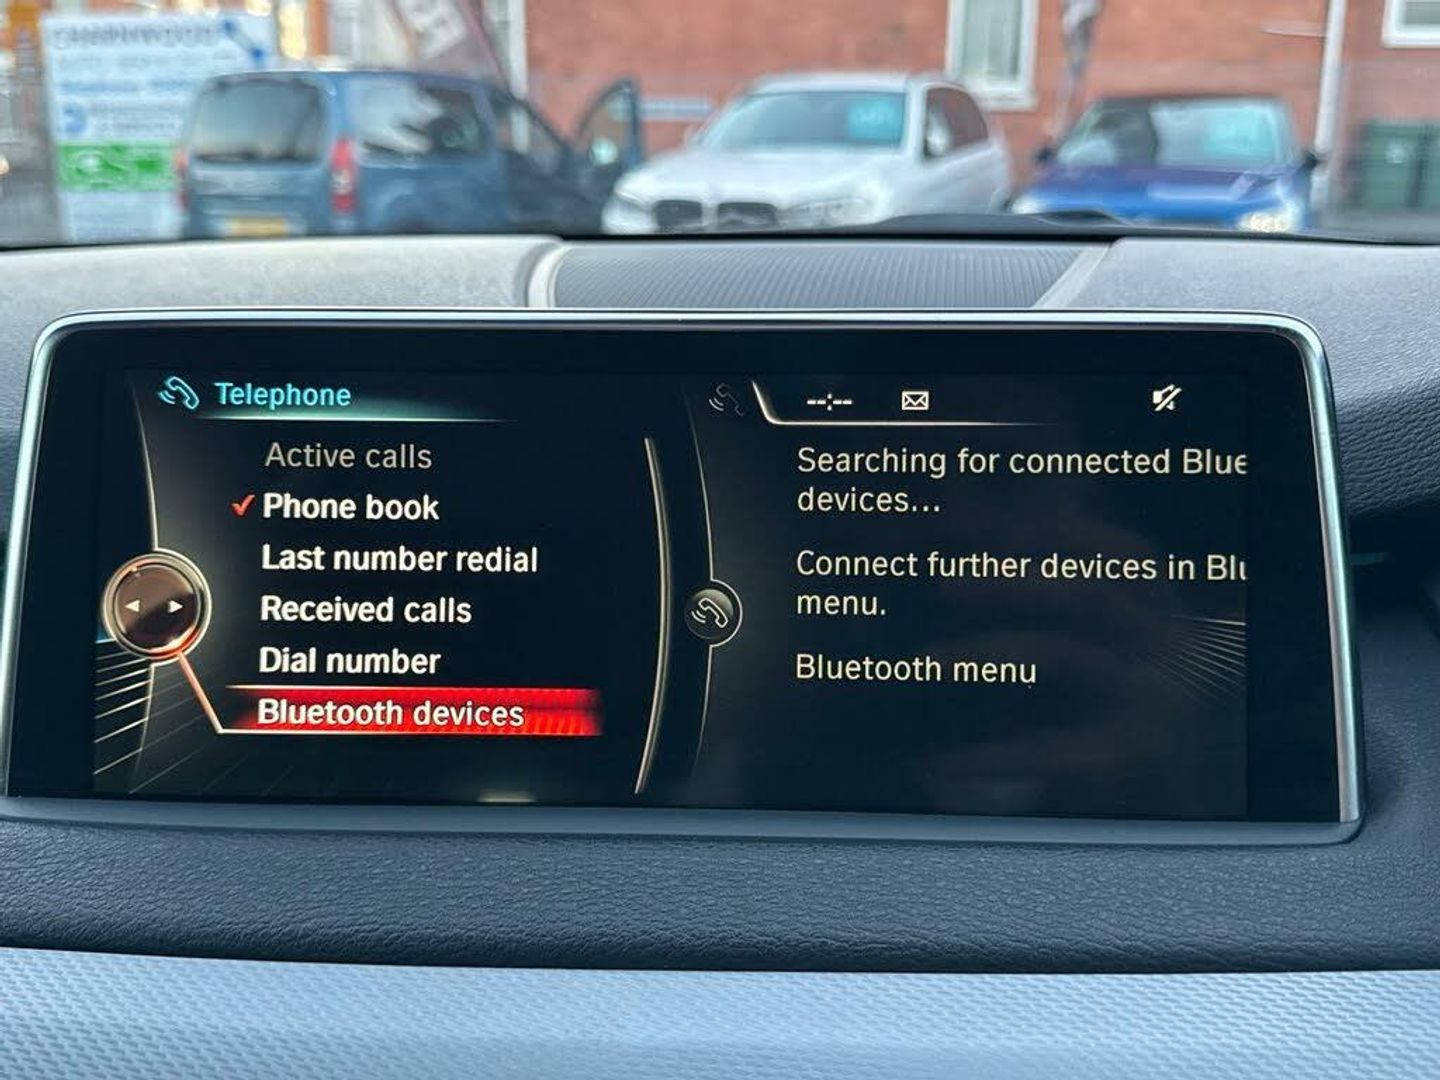 Telephone
Active calls
Phone book
Last number redial
Received calls
Dial number
Bluetooth devices
--:--
Searching for connected Blue
devices...
Connect further devices in Blu
menu.
Bluetooth menu